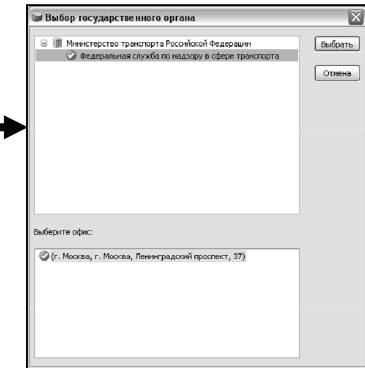 Выбор государственного органа
Министерство транспорта Российской Федерации
Федеральная служба по надзору в сфере транспорта
Выбрать
Отмена
Выберите офис:
(г. Москва, г. Москва, Ленинградский проспект, 37)